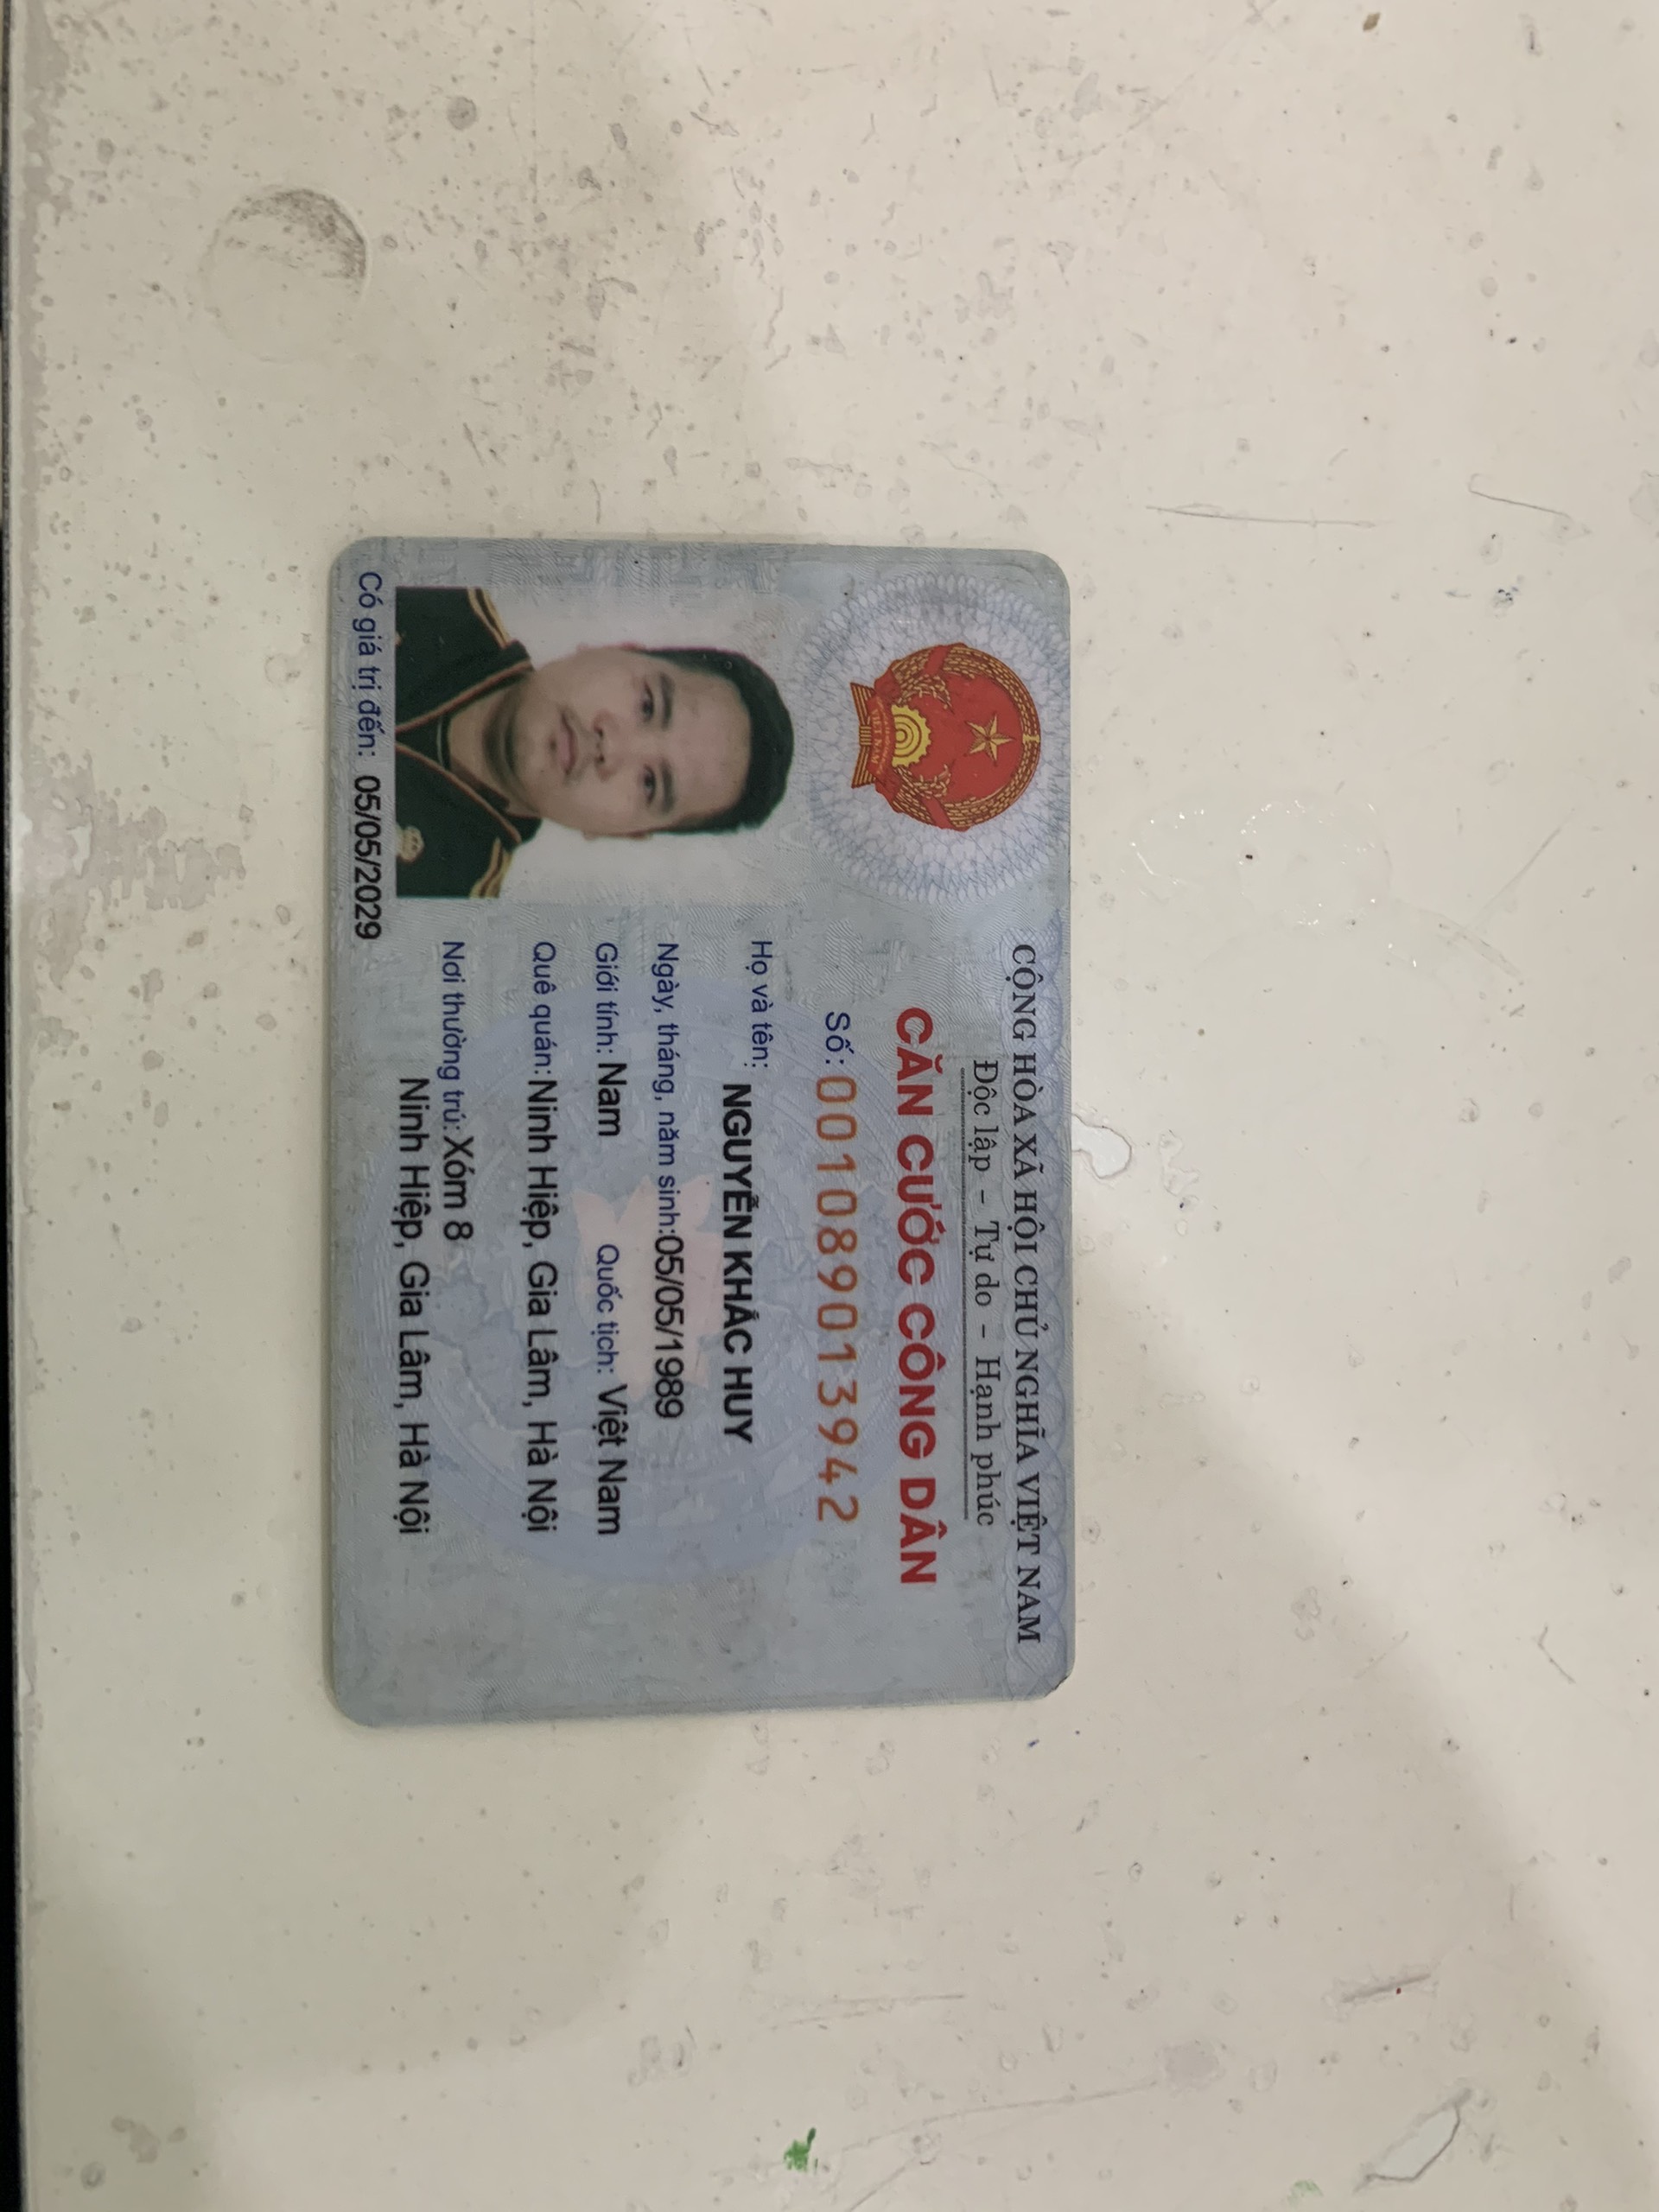 CỘNG HÒA XÃ HỘI CHỦ NGHĨA VIỆT NAM
Độc lập - Tự do - Hạnh phúc
CĂN CƯỚC CÔNG DÂN
Số: 001089013942
Họ và tên: NGUYỄN KHẮC HUY
Ngày, tháng, năm sinh: 05/05/1989
Giới tính: Nam Quốc tịch: Việt Nam
Quê quán: Ninh Hiệp, Gia Lâm, Hà Nội
Nơi thường trú: Xóm 8
Ninh Hiệp, Gia Lâm, Hà Nội
Có giá trị đến: 05/05/2029
VIỆT NAM